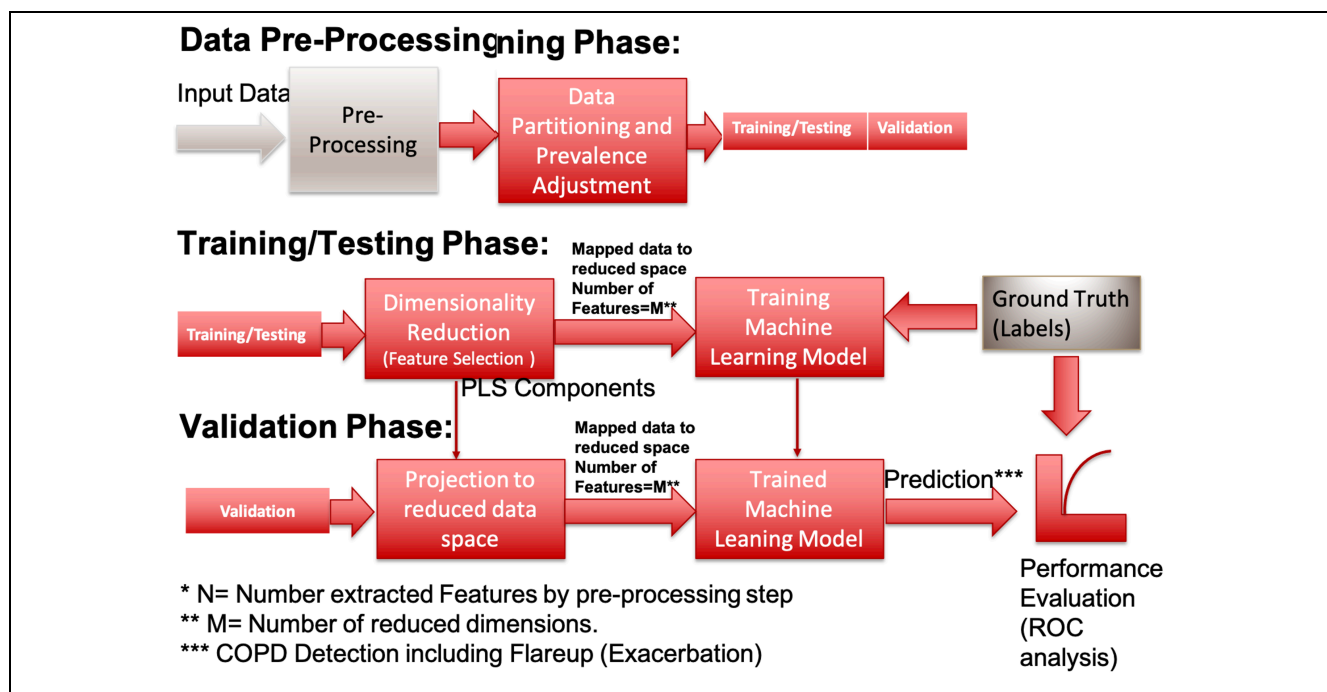 Data Pre-Processing
ning Phase:
Input Data
Pre-
Processing
Data
Partitioning and
Prevalence
Adjustment
Training/Testing
Validation
Training/Testing Phase:
Training/Testing
Dimensionality
Reduction
(Feature Selection )
Mapped data to
reduced space
Number of
Features=M**
Training
Machine
Learning Model
Ground Truth
(Labels)
PLS Components
Validation Phase:
Validation
Projection to
reduced data
space
Mapped data to
reduced space
Number of
Features=M**
Trained
Machine
Leaning Model
Prediction***
Performance
Evaluation
(ROC
analysis)
* N= Number extracted Features by pre-processing step
** M= Number of reduced dimensions.
*** COPD Detection including Flareup (Exacerbation)